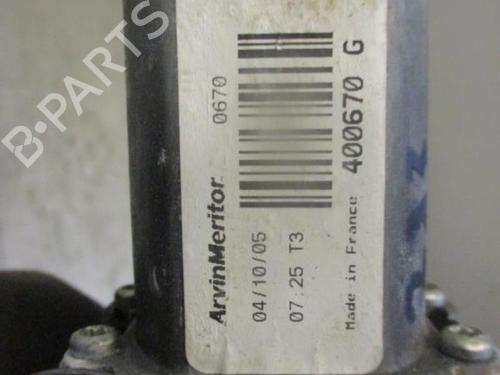 0670
ArvinMeritor
04/10/05
07:25 T3
400670 G
Made in France
B-PARTS